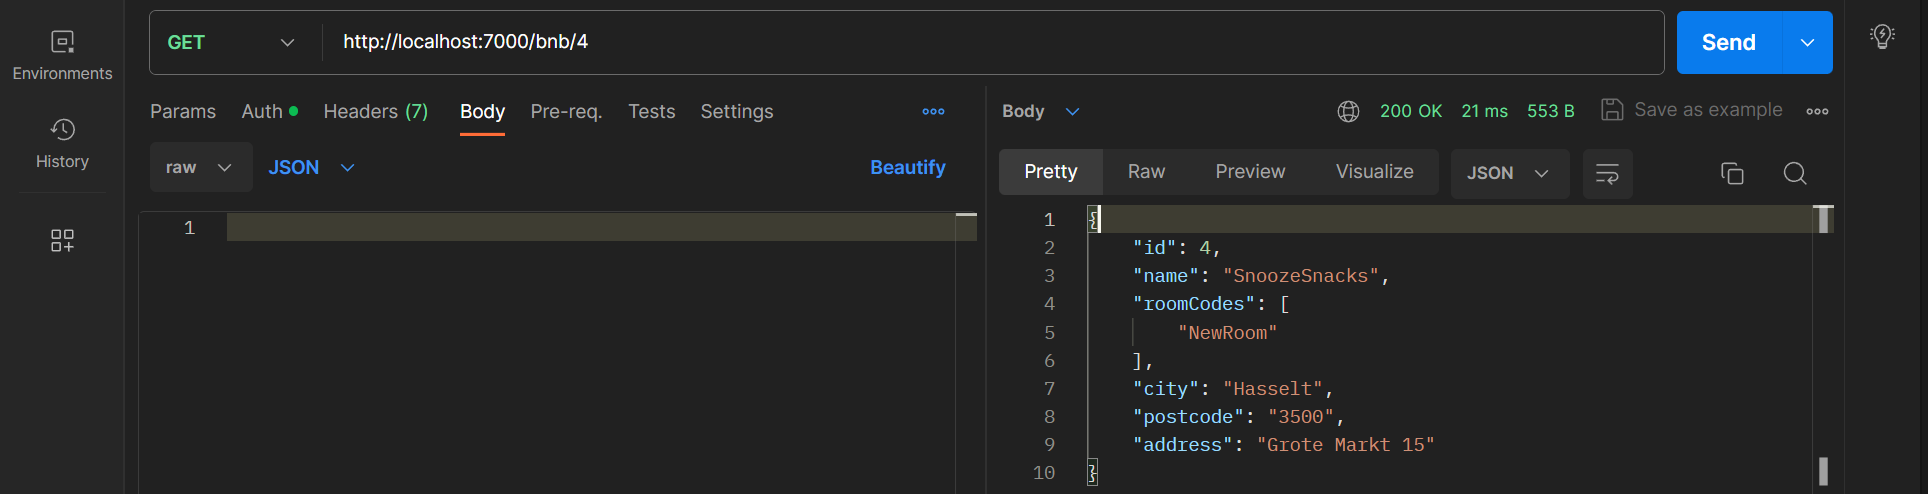 GET http://localhost:7000/bnb/4 Send
Environments
History
Params Auth Headers (7) Body Pre-req. Tests Settings
raw JSON Beautify
1
Body 200 OK 21 ms 553 B Save as example
Pretty Raw Preview Visualize JSON
1 {
2 "id": 4,
3 "name": "SnoozeSnacks",
4 "roomCodes": [
5 "NewRoom"
6 ],
7 "city": "Hasselt",
8 "postcode": "3500",
9 "address": "Grote Markt 15"
10 }